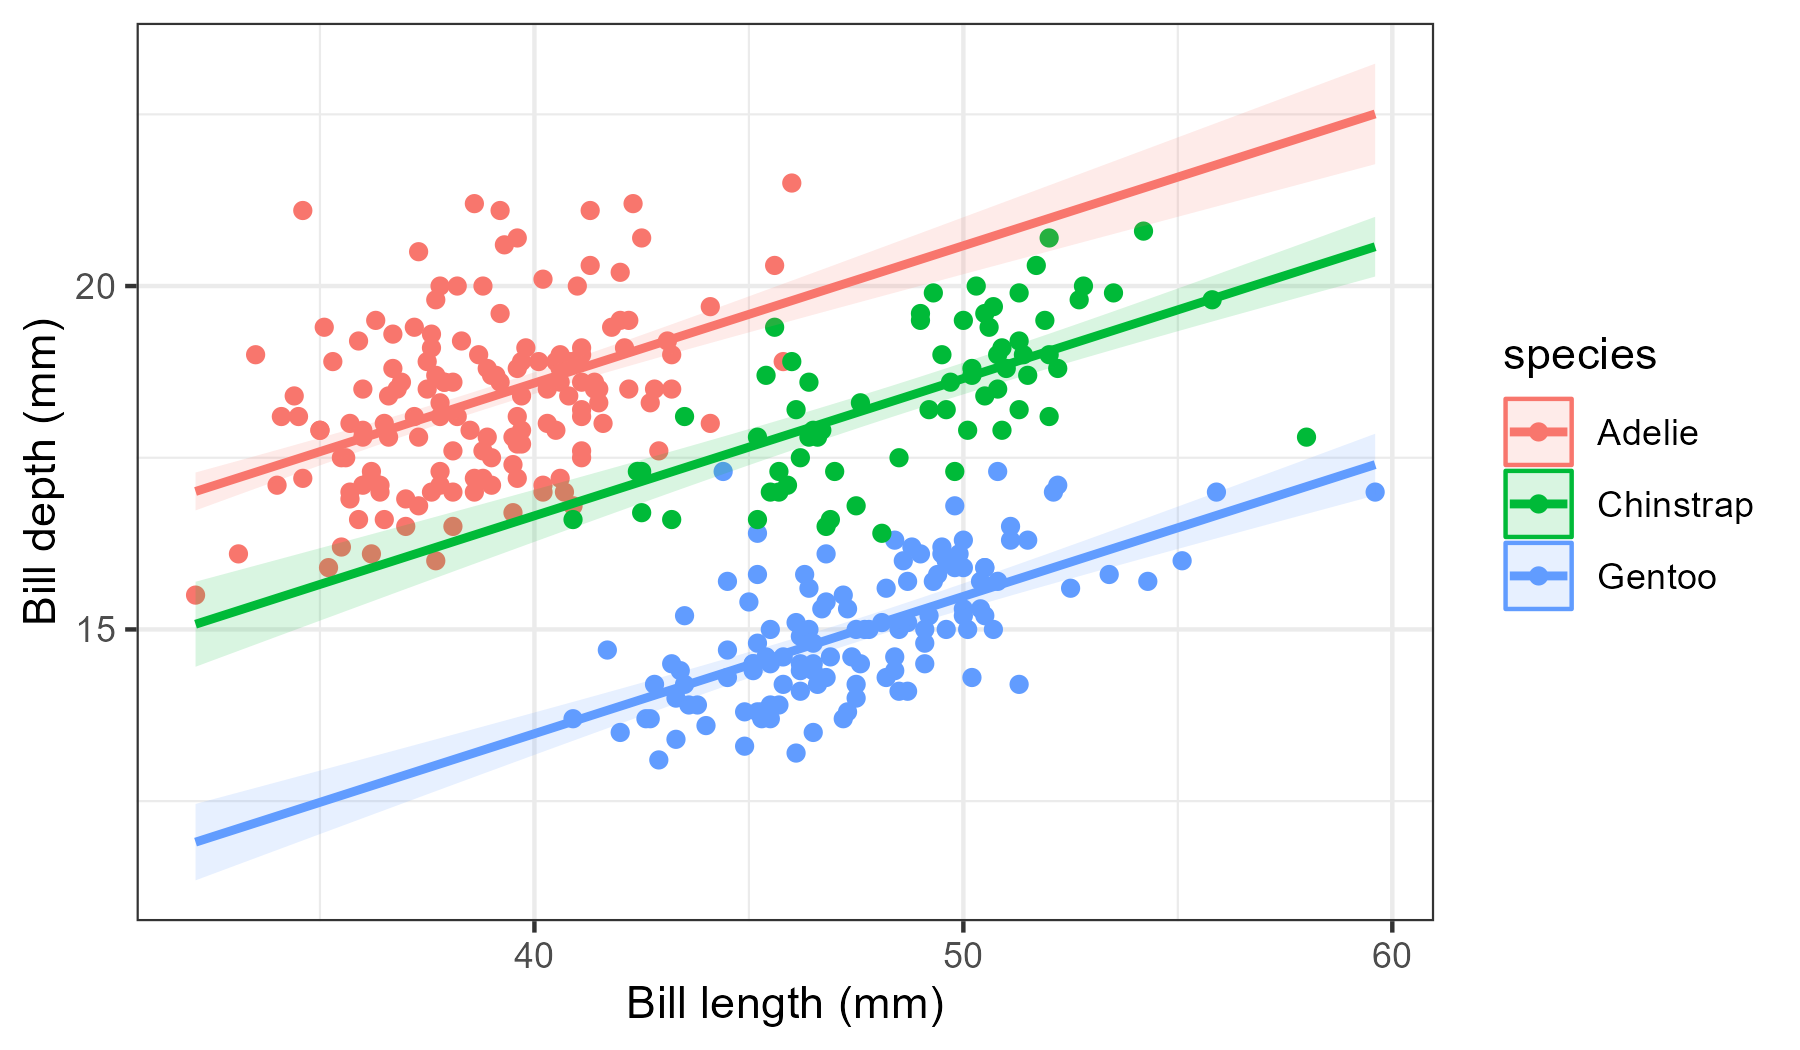 20
15
Bill depth (mm)
40 50 60
Bill length (mm)
species
Adelie
Chinstrap
Gentoo